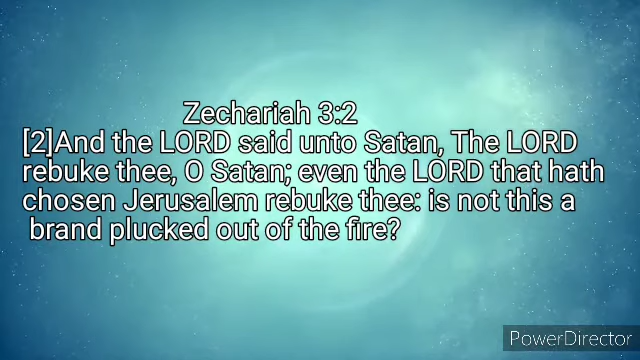 Zechariah 3:2
[2]And the LORD said unto Satan, The LORD
rebuke thee, O Satan; even the LORD that hath
chosen Jerusalem rebuke thee: is not this a
brand plucked out of the fire?
PowerDirector